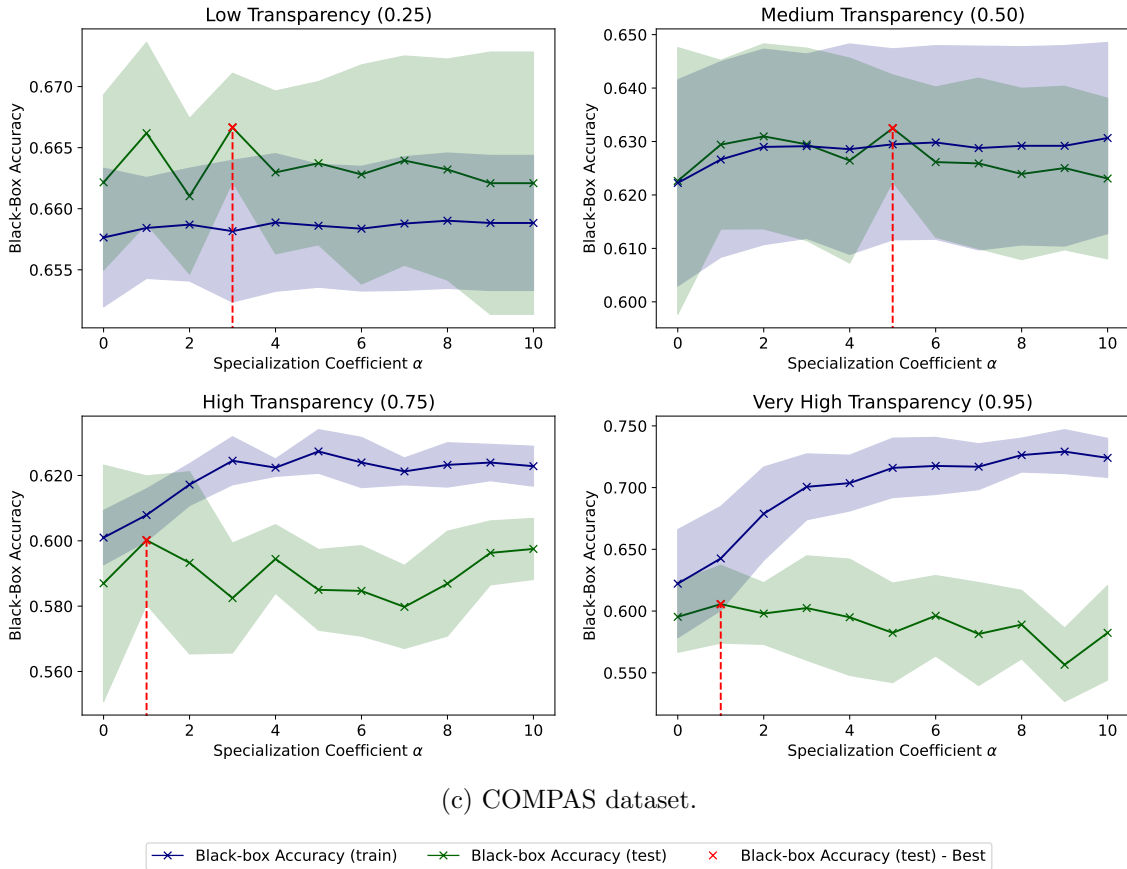 Low Transparency (0.25)
Black-Box Accuracy
0.670
0.665
0.660
0.655
0 2 4 6 8 10
Specialization Coefficient α
Medium Transparency (0.50)
Black-Box Accuracy
0.650
0.640
0.630
0.620
0.610
0.600
0 2 4 6 8 10
Specialization Coefficient α
High Transparency (0.75)
Black-Box Accuracy
0.620
0.600
0.580
0.560
0 2 4 6 8 10
Specialization Coefficient α
Very High Transparency (0.95)
Black-Box Accuracy
0.750
0.700
0.650
0.600
0.550
0 2 4 6 8 10
Specialization Coefficient α
(c) COMPAS dataset.
Black-box Accuracy (train) Black-box Accuracy (test) Black-box Accuracy (test) - Best